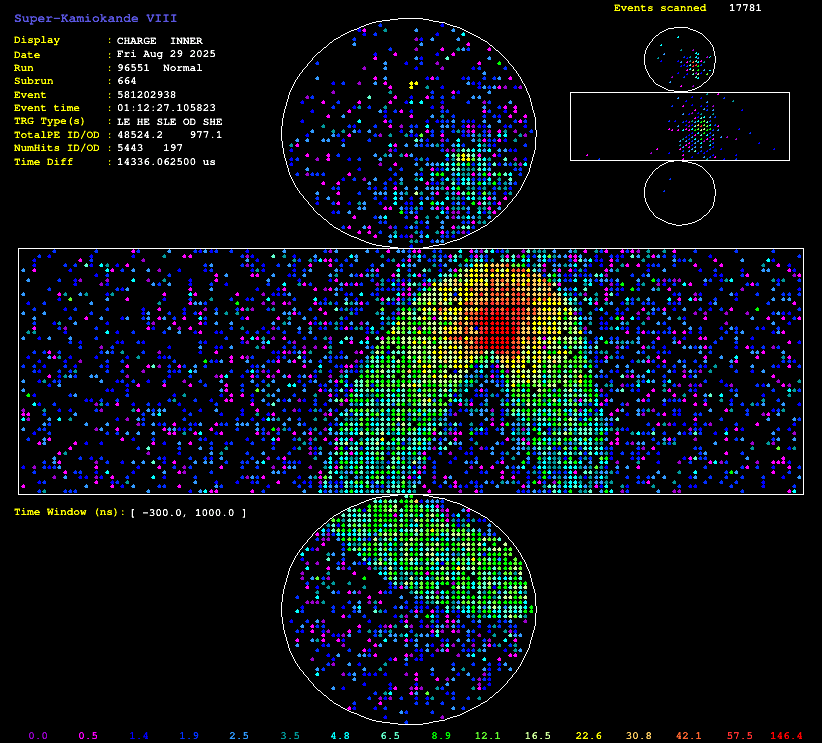 Super-Kamiokande VIII
Events scanned 17781
Display : CHARGE INNER
Date : Fri Aug 29 2025
Run : 96551 Normal
Subrun : 664
Event : 581202938
Event time : 01:12:27.105823
TRG Type(s) : LE HE SLE OD SHE
TotalPE ID/OD : 48524.2 977.1
NumHits ID/OD : 5443 197
Time Diff : 14336.062500 us
Time Window (ns): [ -300.0, 1000.0 ]
0.0 0.5 1.4 1.9 2.5 3.5 4.8 6.5 8.9 12.1 16.5 22.6 30.8 42.1 57.5 146.4